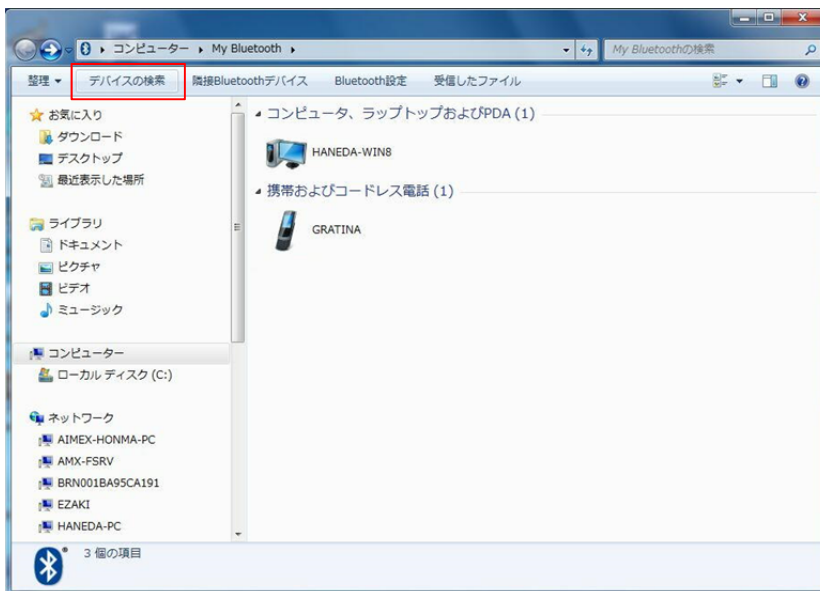 コンピューター ▸ My Bluetooth ▸
My Bluetoothの検索
整理
デバイスの検索
隣接Bluetoothデバイス
Bluetooth設定
受信したファイル
お気に入り
ダウンロード
デスクトップ
最近表示した場所
ライブラリ
ドキュメント
ピクチャ
ビデオ
ミュージック
コンピューター
ローカル ディスク (C:)
ネットワーク
AIMEX-HONMA-PC
AMX-FSRV
BRN001BA95CA191
EZAKI
HANEDA-PC
コンピュータ、ラップトップおよびPDA (1)
HANEDA-WIN8
携帯およびコードレス電話 (1)
GRATINA
3 個の項目